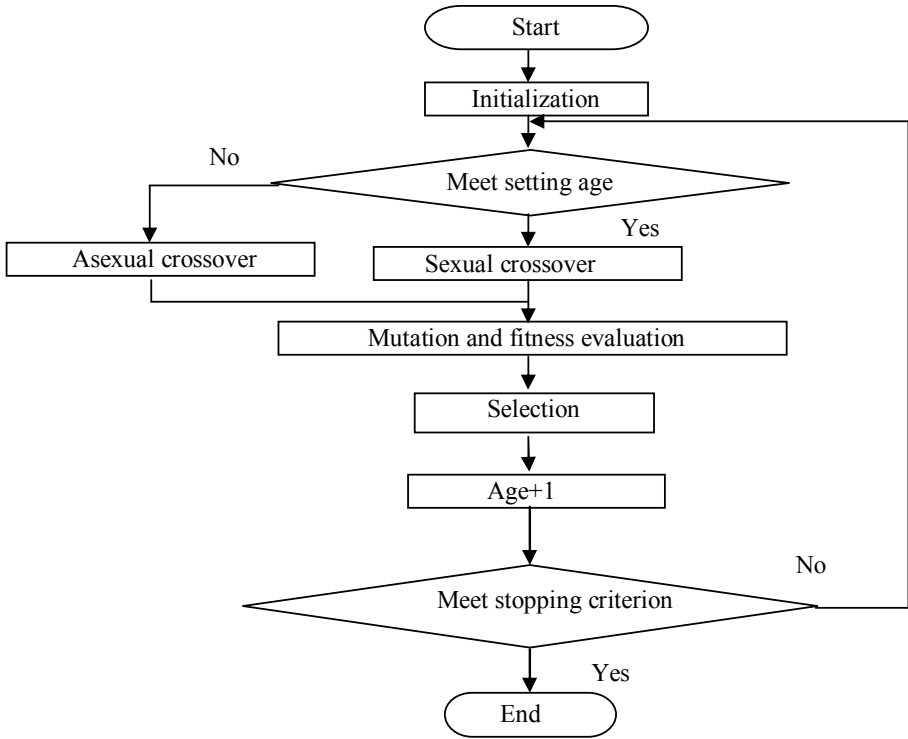 Start
Initialization
No
Meet setting age
Yes
Asexual crossover
Sexual crossover
Mutation and fitness evaluation
Selection
Age+1
No
Meet stopping criterion
Yes
End